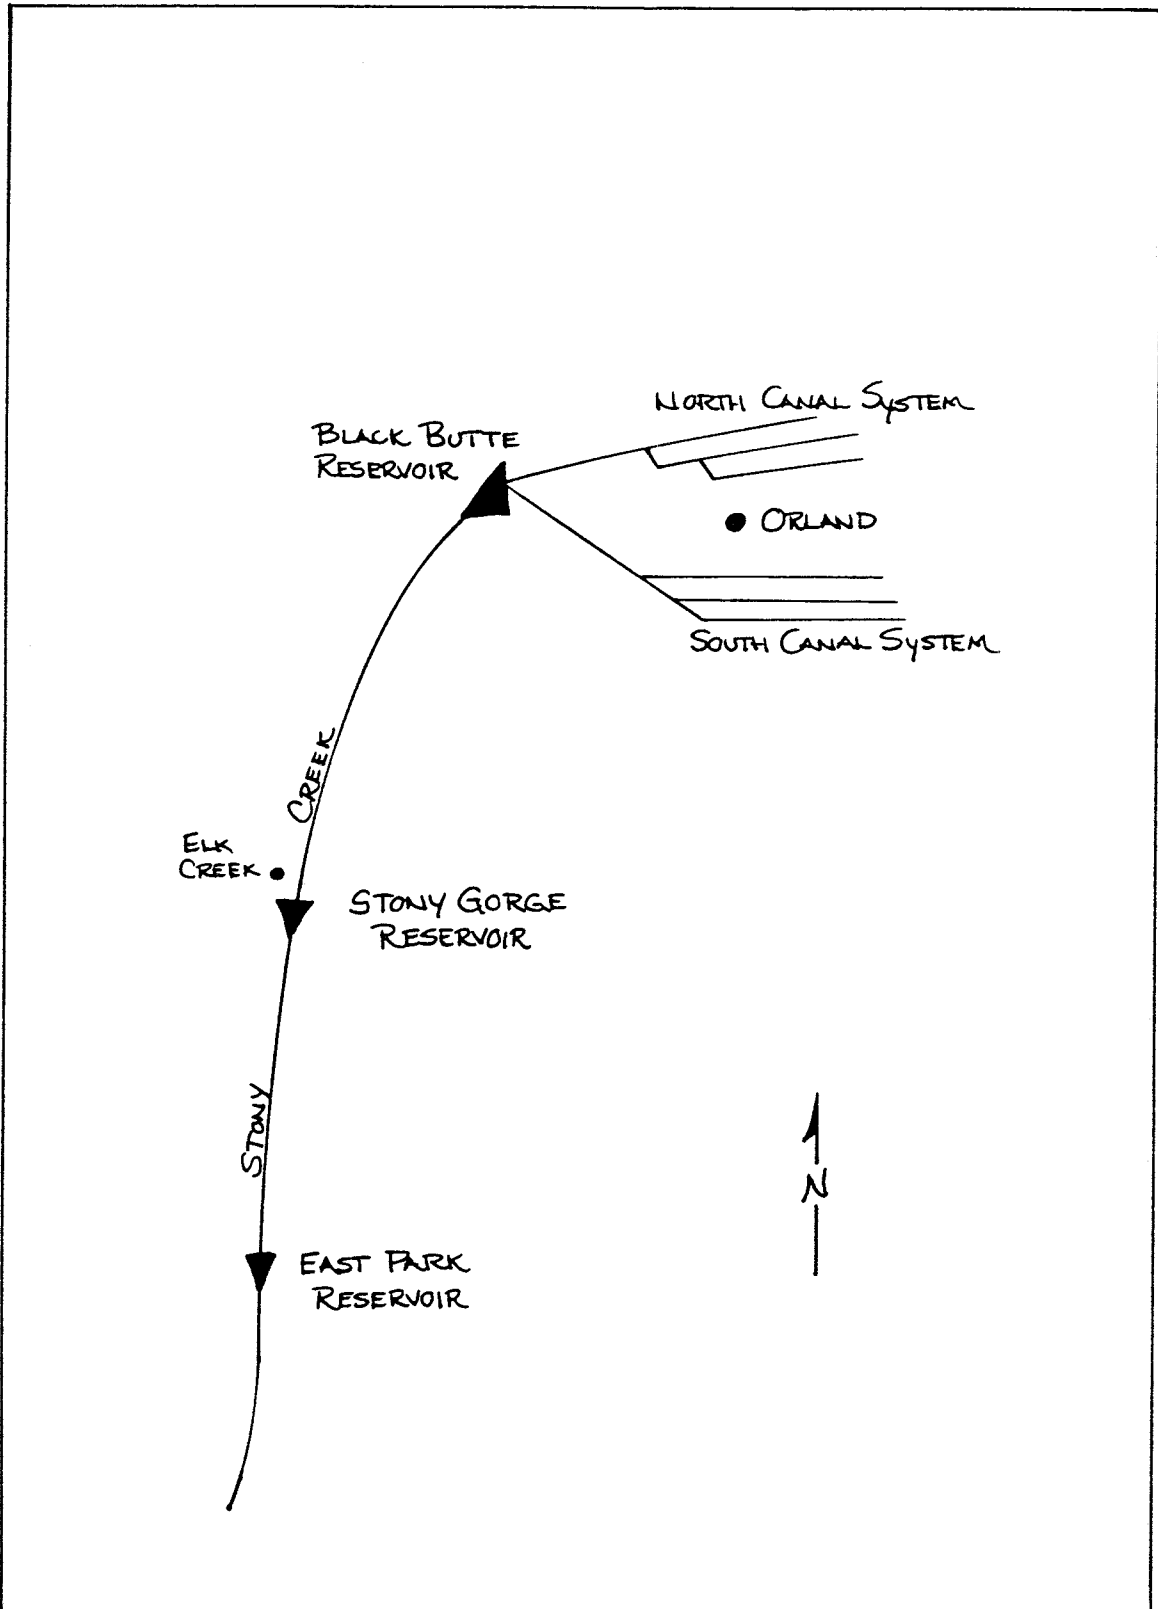 NORTH CANAL SYSTEM
BLACK BUTTE
RESERVOIR
ORLAND
SOUTH CANAL SYSTEM
CREEK
ELK
CREEK
STONY GORGE
RESERVOIR
STONY
N
EAST PARK
RESERVOIR